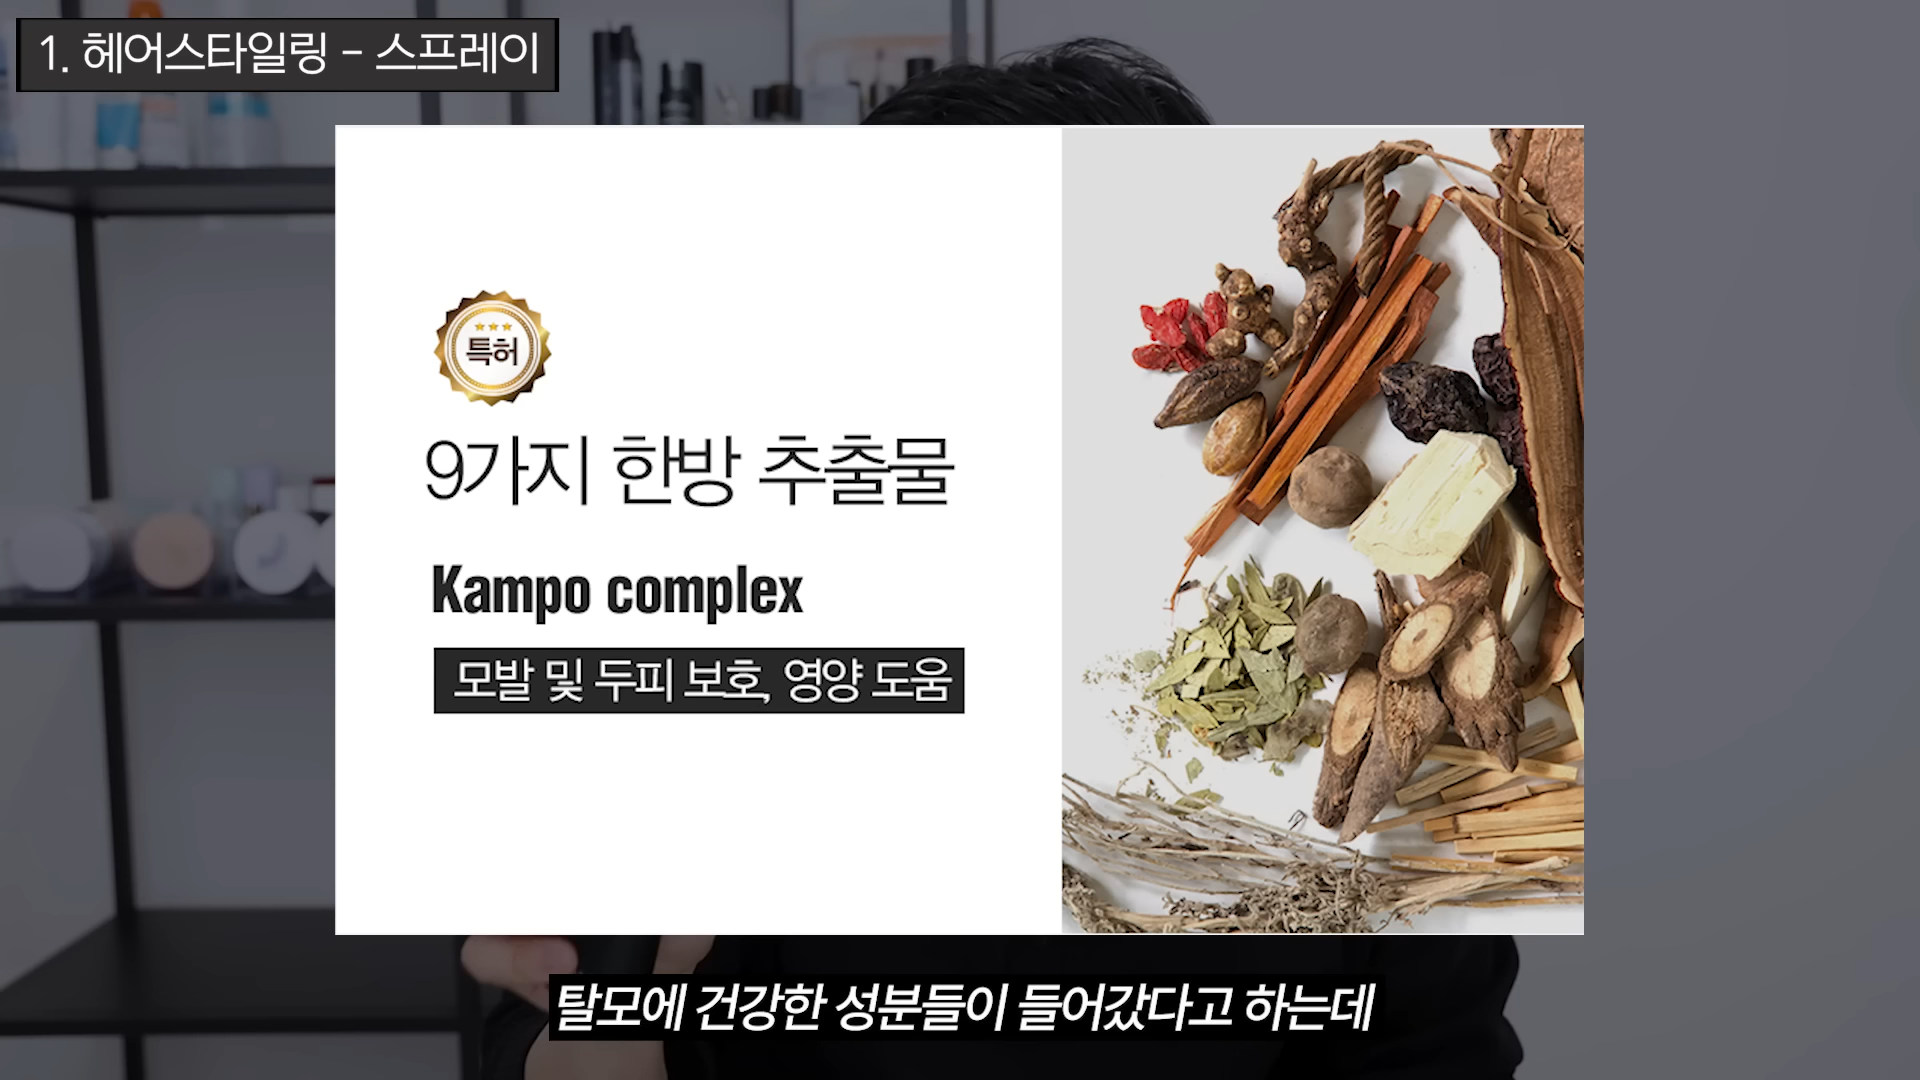 1. 헤어스타일링 - 스프레이
특허
9가지 한방 추출물
Kampo complex
모발 및 두피 보호, 영양 도움
탈모에 건강한 성분들이 들어갔다고 하는데